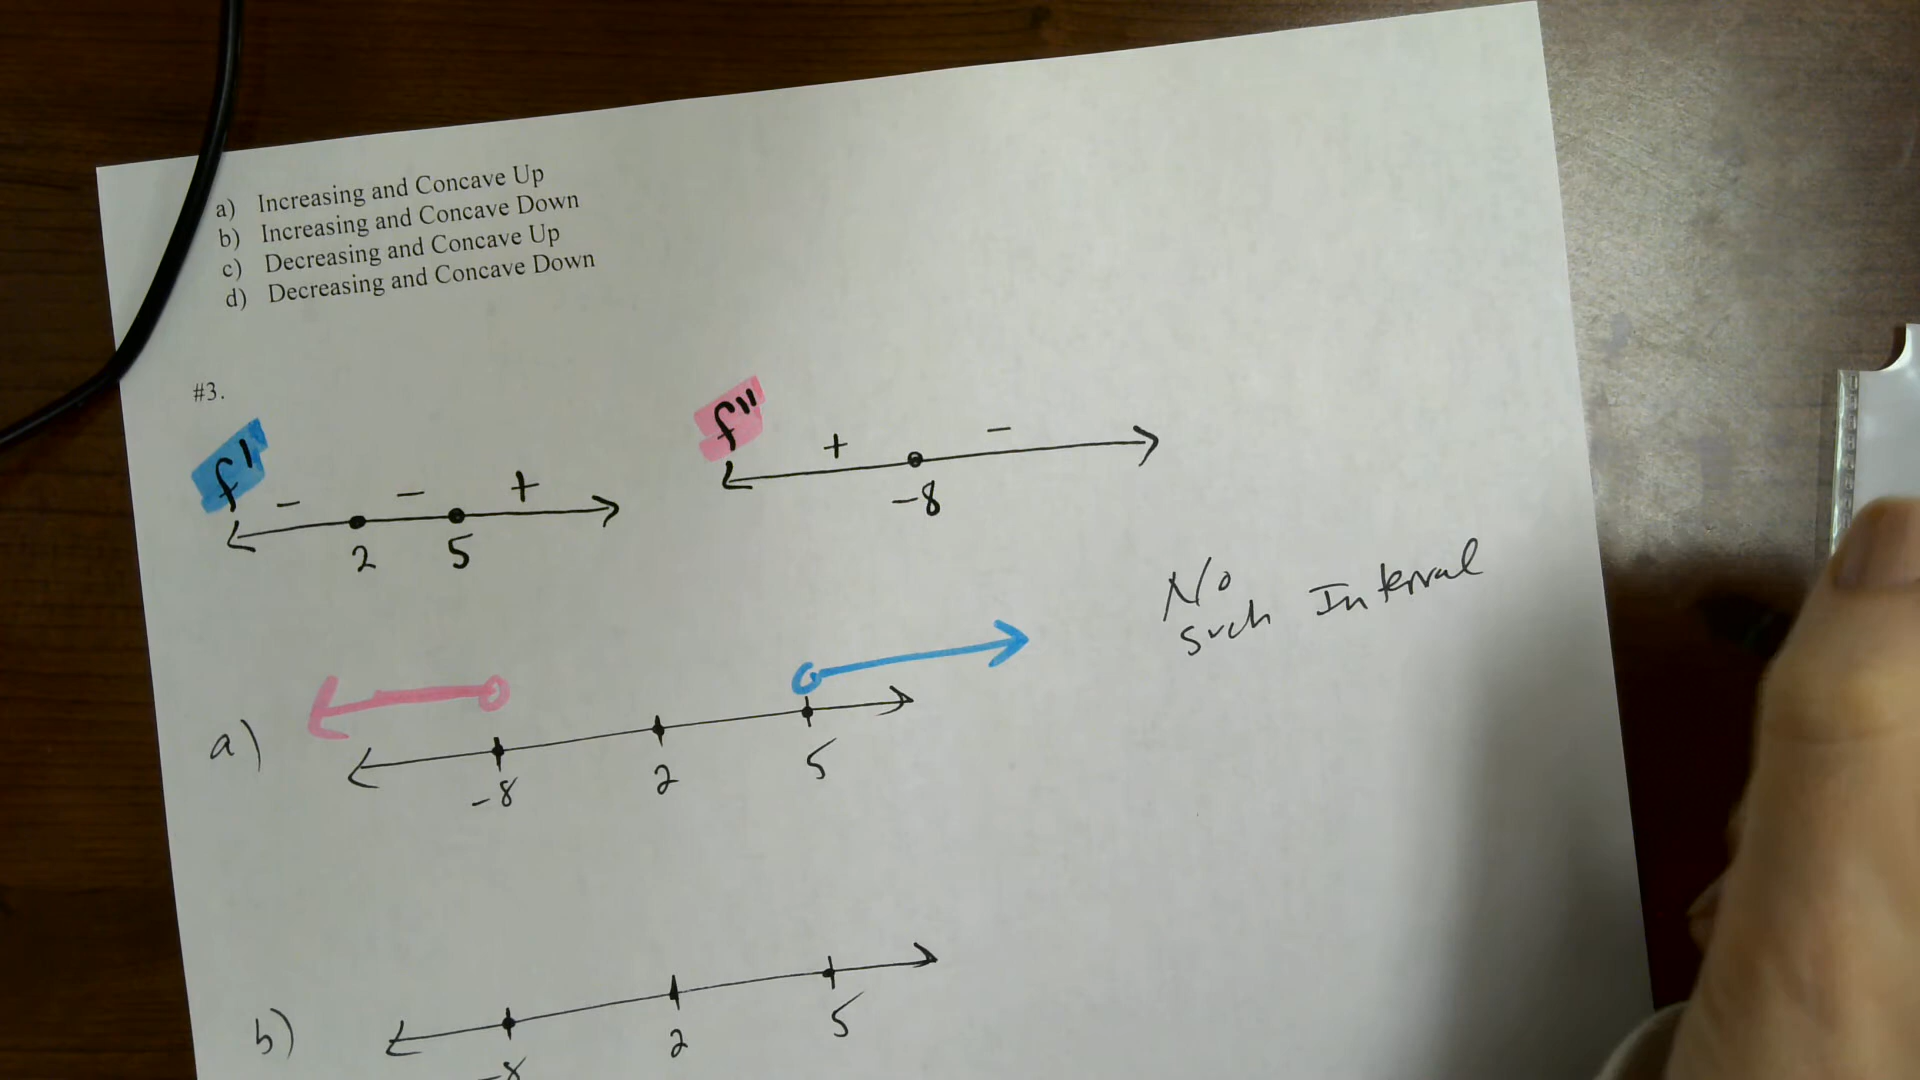 a) Increasing and Concave Up
b) Increasing and Concave Down
c) Decreasing and Concave Up
d) Decreasing and Concave Down
#3.
f' − − +
2 5
f" + −
−8
No
such Interval
a)
−8 2 5
b)
−8 2 5